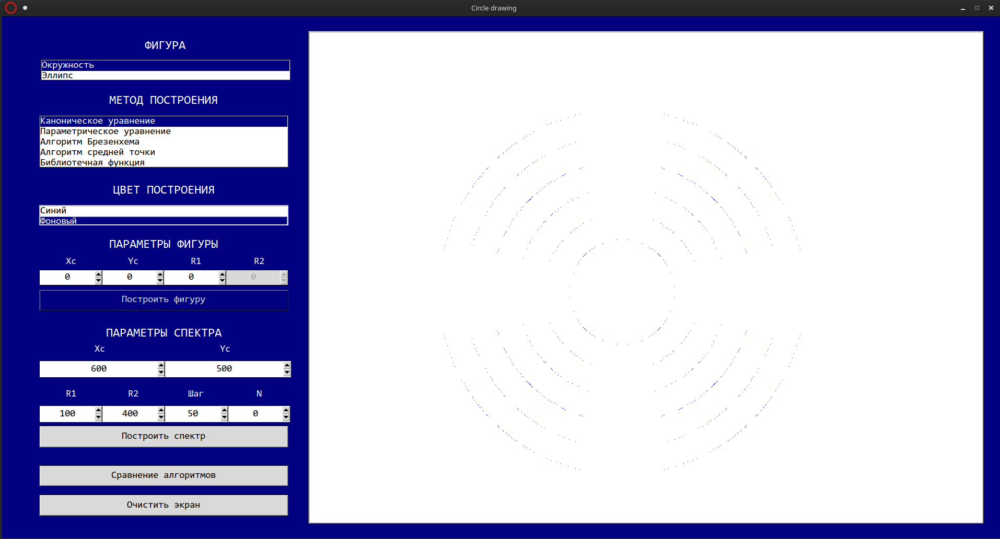 Circle drawing
ФИГУРА
Окружность
Эллипс
МЕТОД ПОСТРОЕНИЯ
Каноническое уравнение
Параметрическое уравнение
Алгоритм Брезенхема
Алгоритм средней точки
Библиотечная функция
ЦВЕТ ПОСТРОЕНИЯ
Синий
Фоновый
ПАРАМЕТРЫ ФИГУРЫ
Xc Yc R1 R2
0 0 0 0
Построить фигуру
ПАРАМЕТРЫ СПЕКТРА
Xc Yc
600 500
R1 R2 Шаг N
100 400 50 0
Построить спектр
Сравнение алгоритмов
Очистить экран